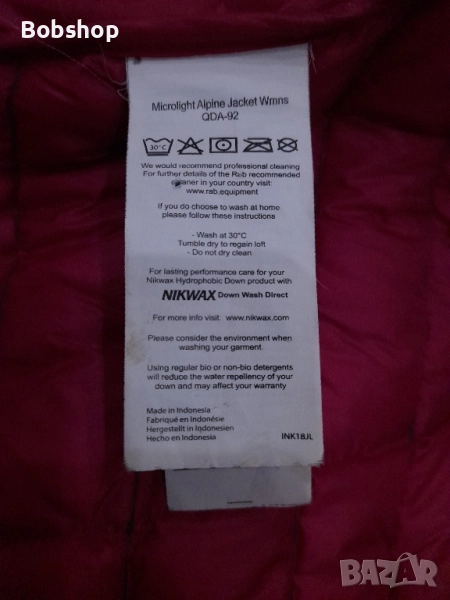 Bobshop
Microlight Alpine Jacket Wmns
QDA-92
30°C
We would recommend professional cleaning
For further details of the Rab recommended
cleaner in your country visit:
www.rab.equipment
If you do choose to wash at home
please follow these instructions
- Wash at 30°C
Tumble dry to regain loft
- Do not dry clean
For lasting performance care for your
Nikwax Hydrophobic Down product with
NIKWAX Down Wash Direct
For more info visit: www.nikwax.com
Please consider the environment when
washing your garment.
Using regular bio or non-bio detergents
will reduce the water repellency of your
down and may affect your warranty
Made in Indonesia
Fabriqué en Indonésie
Hergestellt in Indonesien
Hecho en Indonesia
INK18JL
BAZAR